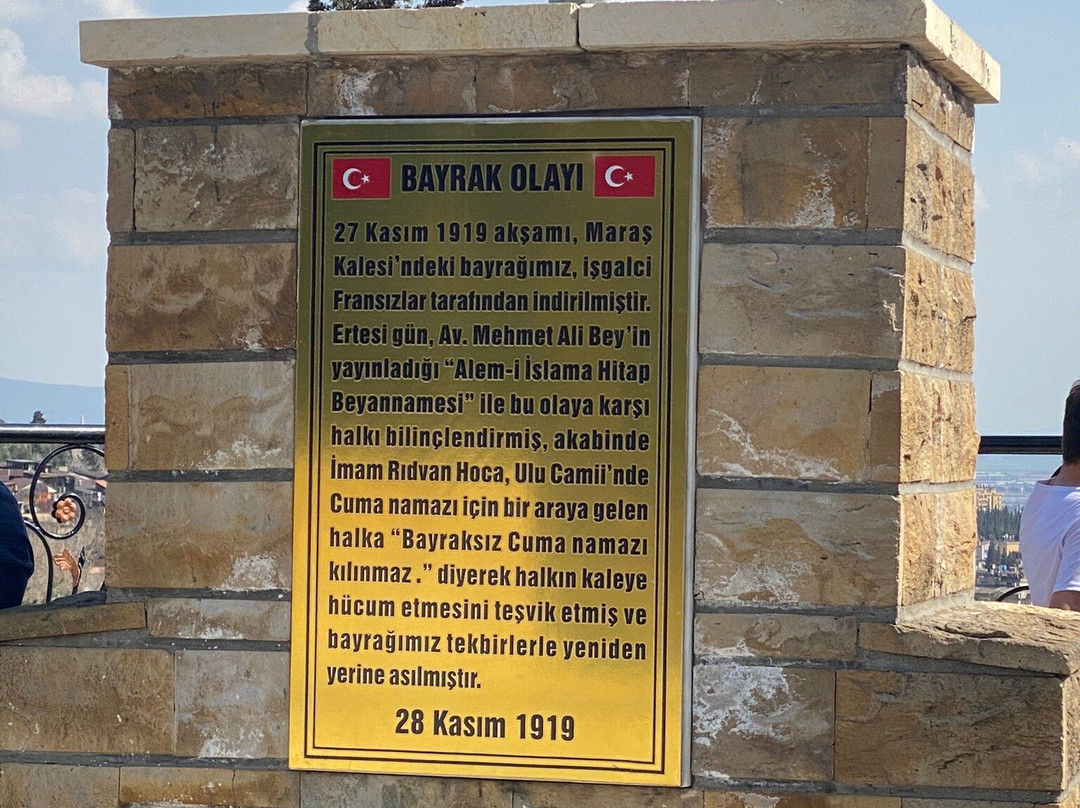 BAYRAK OLAYI
27 Kasım 1919 akşamı, Maraş
Kalesi'ndeki bayrağımız, işgalci
Fransızlar tarafından indirilmiştir.
Ertesi gün, Av. Mehmet Ali Bey'in
yayınladığı “Alem-i İslama Hitap
Beyannamesi” ile bu olaya karşı
halkı bilinçlendirmiş, akabinde
İmam Rıdvan Hoca, Ulu Camii'nde
Cuma namazı için bir araya gelen
halka “Bayraksız Cuma namazı
kılınmaz .” diyerek halkın kaleye
hücum etmesini teşvik etmiş ve
bayrağımız tekbirlerle yeniden
yerine asılmıştır.
28 Kasım 1919